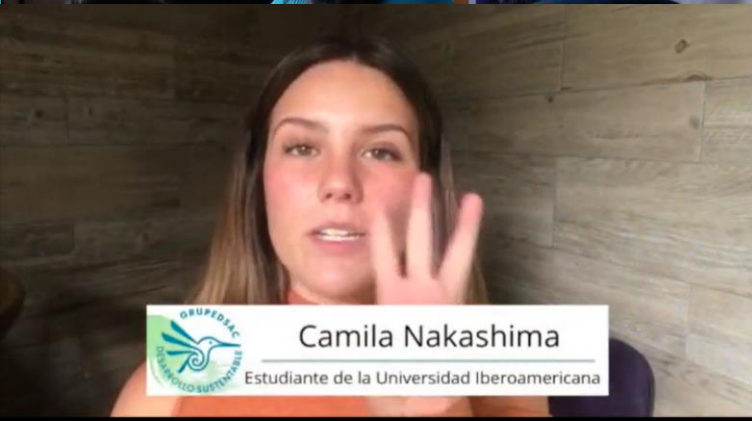 GRUPEDSAC
DESARROLLO SUSTENTABLE
Camila Nakashima
Estudiante de la Universidad Iberoamericana